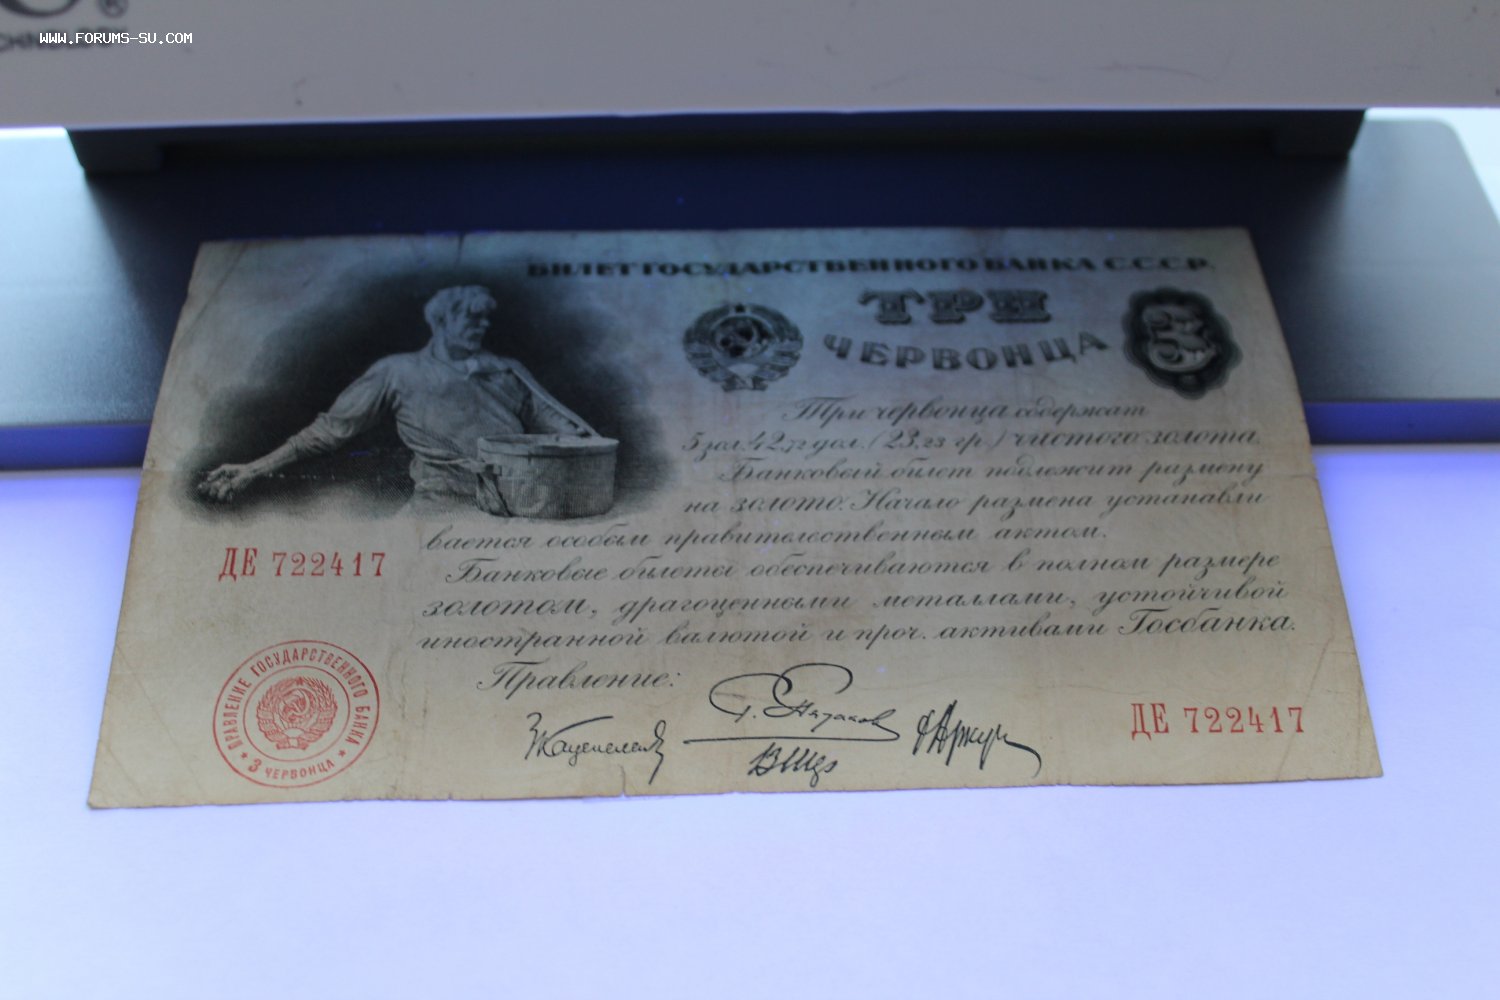 WWW.FORUMS-SU.COM
БИЛЕТ ГОСУДАРСТВЕННОГО БАНКА С.С.С.Р.
ТРИ
ЧЕРВОНЦА
3
Три червонца содержат
5 зол. 42,72 дол. (23,23 гр.) чистого золота.
Банковый билет подлежит размену
на золото. Начало размена устанавли
вается особым правительственным актом.
Банковые билеты обеспечиваются в полном размере
золотом, драгоценными металлами, устойчивой
иностранной валютой и проч. активами Госбанка.
ДЕ 722417
Правление:
ПРАВЛЕНИЕ ГОСУДАРСТВЕННОГО БАНКА
* 3 ЧЕРВОНЦА *
ДЕ 722417